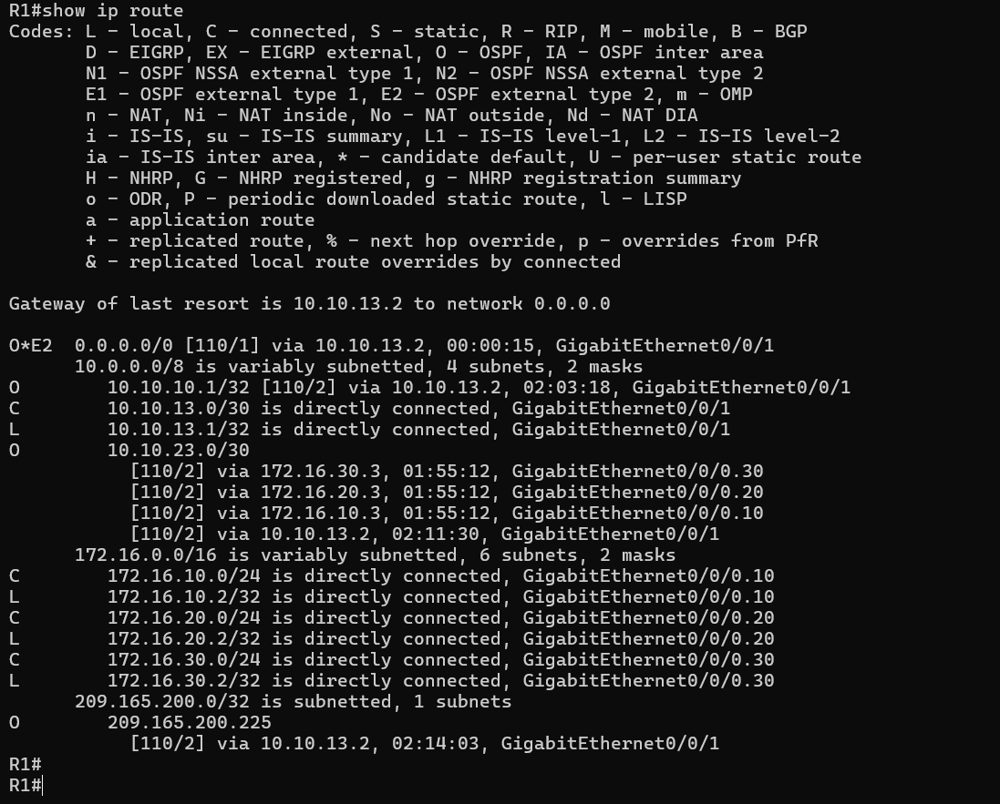 R1#show ip route
Codes: L - local, C - connected, S - static, R - RIP, M - mobile, B - BGP
       D - EIGRP, EX - EIGRP external, O - OSPF, IA - OSPF inter area
       N1 - OSPF NSSA external type 1, N2 - OSPF NSSA external type 2
       E1 - OSPF external type 1, E2 - OSPF external type 2, m - OMP
       n - NAT, Ni - NAT inside, No - NAT outside, Nd - NAT DIA
       i - IS-IS, su - IS-IS summary, L1 - IS-IS level-1, L2 - IS-IS level-2
       ia - IS-IS inter area, * - candidate default, U - per-user static route
       H - NHRP, G - NHRP registered, g - NHRP registration summary
       o - ODR, P - periodic downloaded static route, l - LISP
       a - application route
       + - replicated route, % - next hop override, p - overrides from PfR
       & - replicated local route overrides by connected
Gateway of last resort is 10.10.13.2 to network 0.0.0.0
O*E2  0.0.0.0/0 [110/1] via 10.10.13.2, 00:00:15, GigabitEthernet0/0/1
      10.0.0.0/8 is variably subnetted, 4 subnets, 2 masks
O        10.10.10.1/32 [110/2] via 10.10.13.2, 02:03:18, GigabitEthernet0/0/1
C        10.10.13.0/30 is directly connected, GigabitEthernet0/0/1
L        10.10.13.1/32 is directly connected, GigabitEthernet0/0/1
O        10.10.23.0/30
           [110/2] via 172.16.30.3, 01:55:12, GigabitEthernet0/0/0.30
           [110/2] via 172.16.20.3, 01:55:12, GigabitEthernet0/0/0.20
           [110/2] via 172.16.10.3, 01:55:12, GigabitEthernet0/0/0.10
           [110/2] via 10.10.13.2, 02:11:30, GigabitEthernet0/0/1
      172.16.0.0/16 is variably subnetted, 6 subnets, 2 masks
C        172.16.10.0/24 is directly connected, GigabitEthernet0/0/0.10
L        172.16.10.2/32 is directly connected, GigabitEthernet0/0/0.10
C        172.16.20.0/24 is directly connected, GigabitEthernet0/0/0.20
L        172.16.20.2/32 is directly connected, GigabitEthernet0/0/0.20
C        172.16.30.0/24 is directly connected, GigabitEthernet0/0/0.30
L        172.16.30.2/32 is directly connected, GigabitEthernet0/0/0.30
      209.165.200.0/32 is subnetted, 1 subnets
O        209.165.200.225
           [110/2] via 10.10.13.2, 02:14:03, GigabitEthernet0/0/1
R1#
R1#